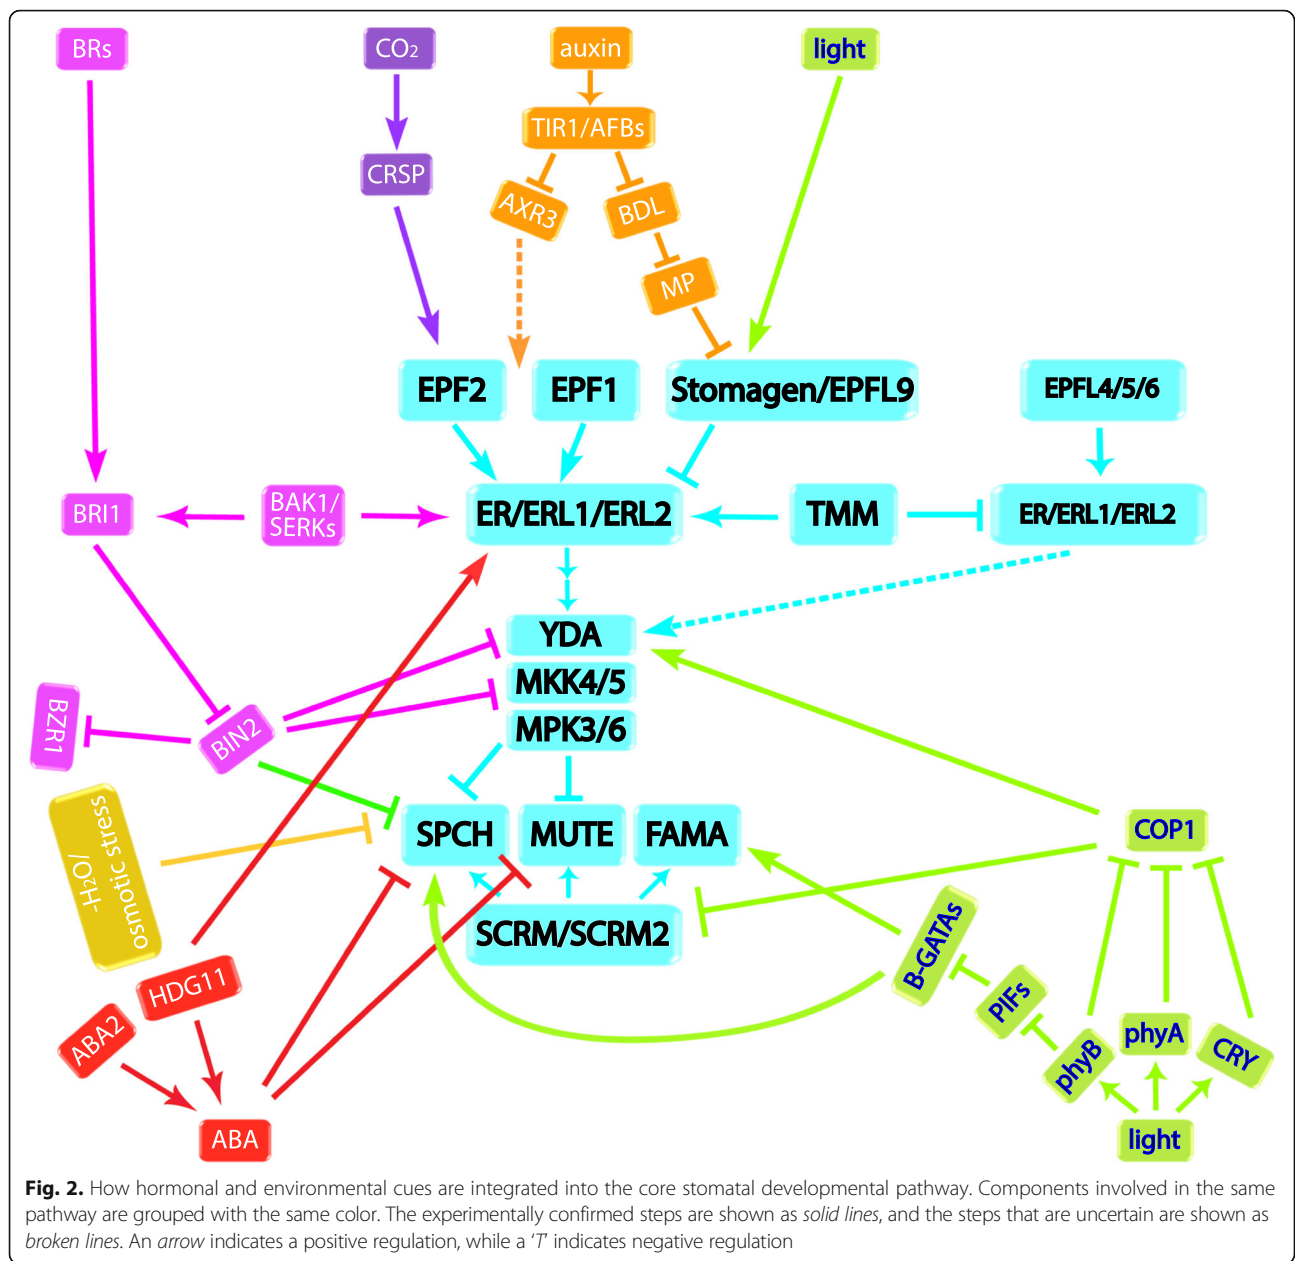 BRs
CO2
auxin
light
TIR1/AFBs
CRSP
AXR3
BDL
MP
EPF2
EPF1
Stomagen/EPFL9
EPFL4/5/6
BRI1
BAK1/
SERKs
ER/ERL1/ERL2
TMM
ER/ERL1/ERL2
YDA
MKK4/5
MPK3/6
BZR1
BIN2
-H2O/
osmotic stress
SPCH
MUTE
FAMA
COP1
SCRM/SCRM2
B-GATAs
HDG11
PIFs
ABA2
phyB
phyA
CRY
ABA
light
Fig. 2. How hormonal and environmental cues are integrated into the core stomatal developmental pathway. Components involved in the same
pathway are grouped with the same color. The experimentally confirmed steps are shown as solid lines, and the steps that are uncertain are shown as
broken lines. An arrow indicates a positive regulation, while a ‘T’ indicates negative regulation